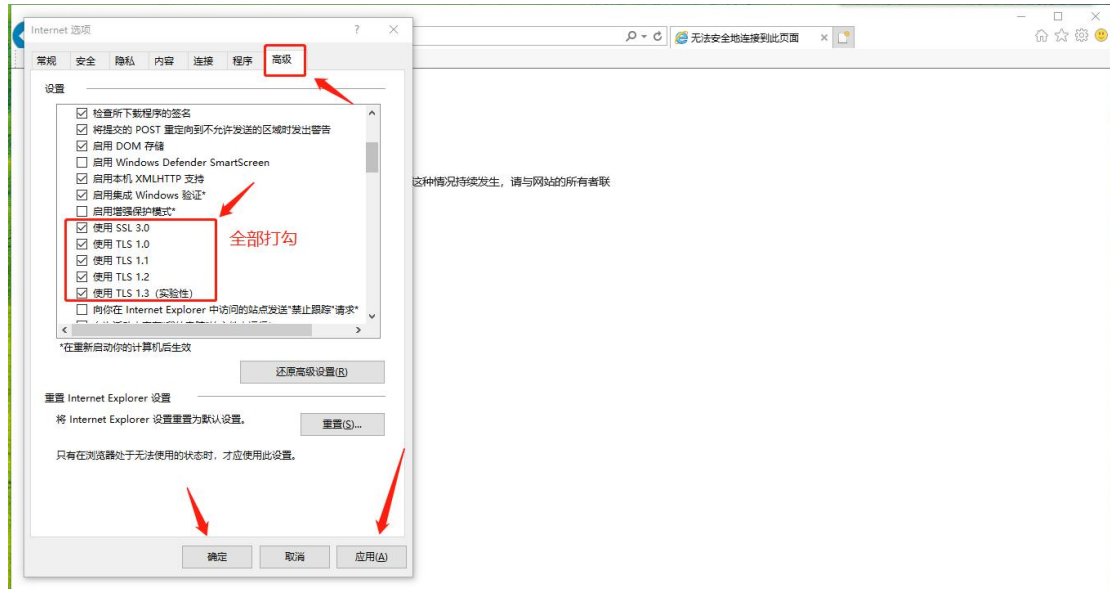 Internet 选项
无法安全地连接到此页面
常规 安全 隐私 内容 连接 程序 高级
设置
检查所下载程序的签名
将提交的 POST 重定向到不允许发送的区域时发出警告
启用 DOM 存储
启用 Windows Defender SmartScreen
启用本机 XMLHTTP 支持
这种情况持续发生，请与网站的所有者联
启用集成 Windows 验证*
启用增强保护模式*
使用 SSL 3.0
使用 TLS 1.0
全部打勾
使用 TLS 1.1
使用 TLS 1.2
使用 TLS 1.3（实验性）
向你在 Internet Explorer 中访问的站点发送"禁止跟踪"请求*
*在重新启动你的计算机后生效
还原高级设置(R)
重置 Internet Explorer 设置
将 Internet Explorer 设置重置为默认设置。
重置(S)...
只有在浏览器处于无法使用的状态时，才应使用此设置。
确定 取消 应用(A)